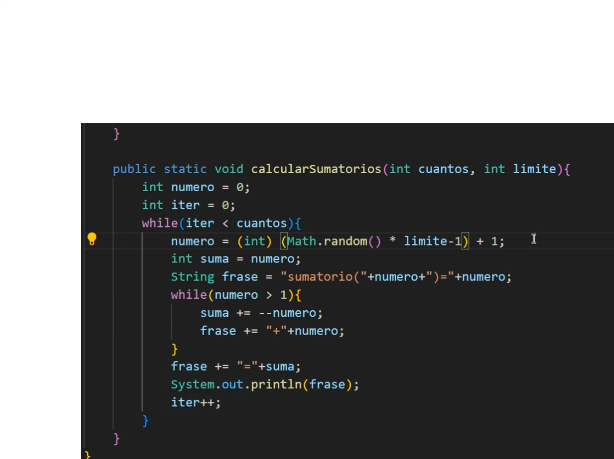 }
public static void calcularSumatorios(int cuantos, int limite){
int numero = 0;
int iter = 0;
while(iter < cuantos){
numero = (int) (Math.random() * limite-1) + 1;
int suma = numero;
String frase = "sumatorio("+numero+")="+numero;
while(numero > 1){
suma += --numero;
frase += "+"+numero;
}
frase += "="+suma;
System.out.println(frase);
iter++;
}
}
}